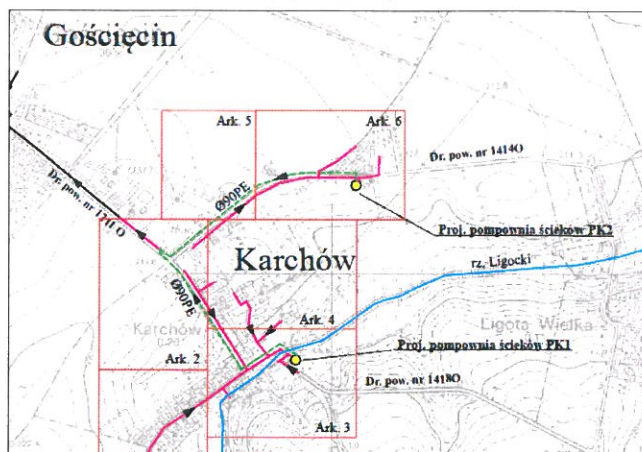 Gościęcin
Ark. 5
Ark. 6
Dr. pow. nr 1414O
Ø90PE
Dr. pow. nr 1211O
Proj. pompownia ścieków PK2
Karchów
rz. Ligocki
Ø90PE
Ark. 4
Karchów
Ligota Wielka
Ark. 2
Proj. pompownia ścieków PK1
Dr. pow. nr 1418O
Ark. 3